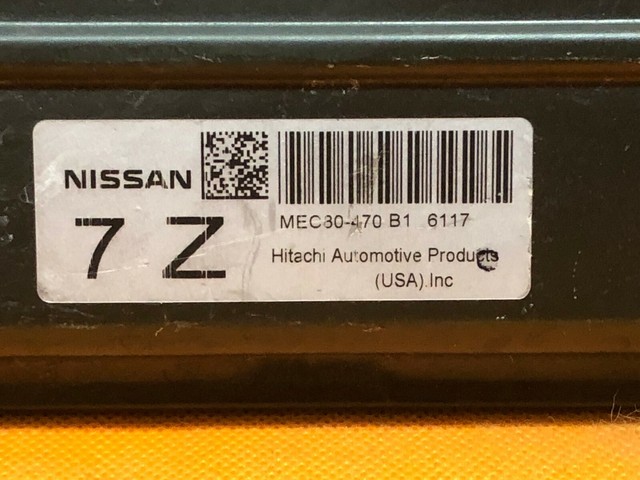 NISSAN
7 Z
MEC80-470 B1 6117
Hitachi Automotive Products
(USA).Inc